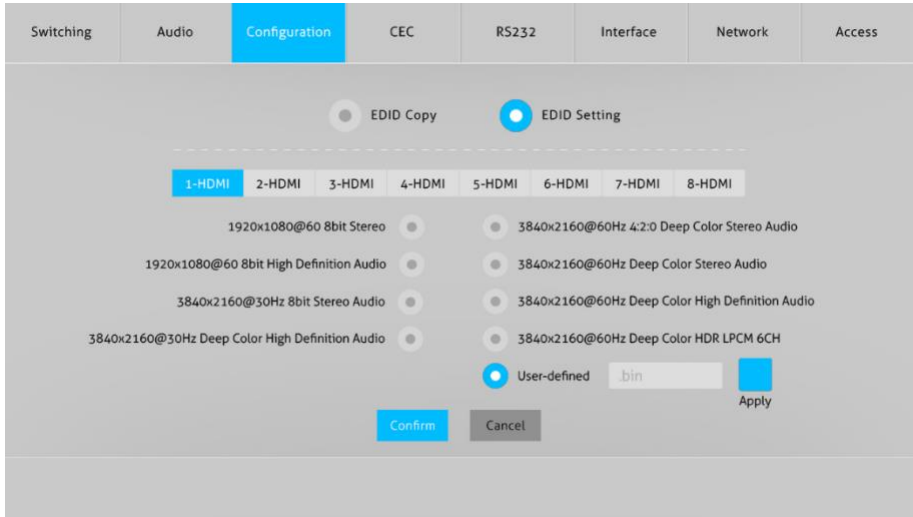 Switching Audio Configuration CEC RS232 Interface Network Access
EDID Copy EDID Setting
1-HDMI 2-HDMI 3-HDMI 4-HDMI 5-HDMI 6-HDMI 7-HDMI 8-HDMI
1920x1080@60 8bit Stereo 3840x2160@60Hz 4:2:0 Deep Color Stereo Audio
1920x1080@60 8bit High Definition Audio 3840x2160@60Hz Deep Color Stereo Audio
3840x2160@30Hz 8bit Stereo Audio 3840x2160@60Hz Deep Color High Definition Audio
3840x2160@30Hz Deep Color High Definition Audio 3840x2160@60Hz Deep Color HDR LPCM 6CH
User-defined .bin
Apply
Confirm Cancel